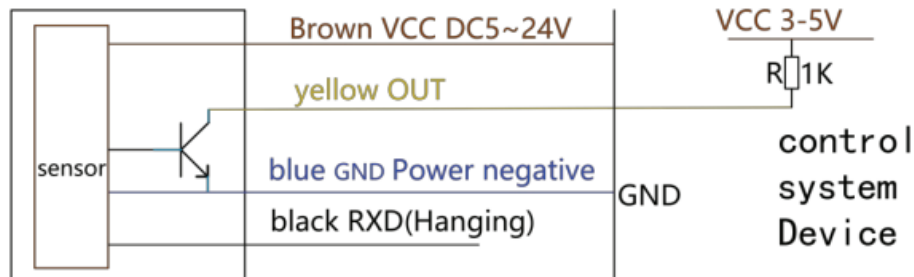 Brown VCC DC5~24V
VCC 3-5V
R 1K
yellow OUT
sensor
blue GND Power negative
GND
black RXD(Hanging)
control
system
Device